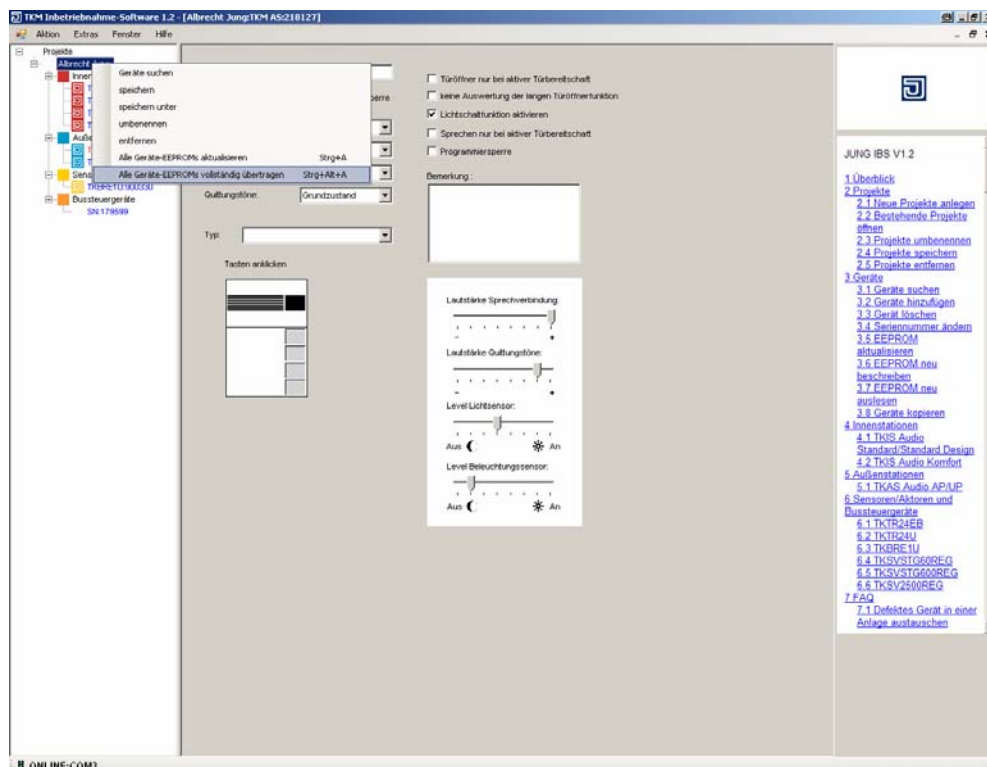 TKM Inbetriebnahme-Software 1.2 - [Albrecht Jung:TKM AS:218127]
Aktion Extras Fenster Hilfe
Projekte
Albrecht Jung
Geräte suchen
speichern
speichern unter
umbenennen
entfernen
Alle Geräte-EEPROMs aktualisieren Strg+A
Alle Geräte-EEPROMs vollständig übertragen Strg+Alt+A
Bussteuergeräte
SN:179599
Quittungstöne: Grundzustand
Typ:
Tasten anklicken
Türöffner nur bei aktiver Türbereitschaft
keine Auswertung der langen Türöffnerfunktion
Lichtschaltfunktion aktivieren
Sprechen nur bei aktiver Türbereitschaft
Programmiersperre
Bemerkung :
Lautstärke Sprechverbindung:
- +
Lautstärke Quittungstöne:
- +
Level Lichtsensor:
Aus An
Level Beleuchtungssensor:
Aus An
JUNG IBS V1.2
1 Überblick
2 Projekte
2.1 Neue Projekte anlegen
2.2 Bestehende Projekte
öffnen
2.3 Projekte umbenennen
2.4 Projekte speichern
2.5 Projekte entfernen
3 Geräte
3.1 Geräte suchen
3.2 Geräte hinzufügen
3.3 Gerät löschen
3.4 Seriennummer ändern
3.5 EEPROM
aktualisieren
3.6 EEPROM neu
beschreiben
3.7 EEPROM neu
auslesen
3.8 Geräte kopieren
4 Innenstationen
4.1 TKIS Audio
Standard/Standard Design
4.2 TKIS Audio Komfort
5 Außenstationen
5.1 TKAS Audio AP/UP
6 Sensoren/Aktoren und
Bussteuergeräte
6.1 TKTR24EB
6.2 TKTR24U
6.3 TKBRE1U
6.4 TKSVSTG60REG
6.5 TKSVSTG600REG
6.6 TKSV2500REG
7 FAQ
7.1 Defektes Gerät in einer
Anlage austauschen
ONLINE:COM3